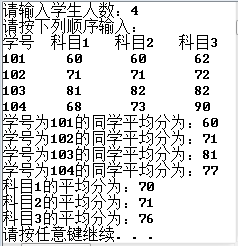 请输入学生人数：4
请按下列顺序输入：
学号 科目1 科目2 科目3
101 60 60 62
102 71 71 72
103 81 82 82
104 68 73 90
学号为101的同学平均分为：60
学号为102的同学平均分为：71
学号为103的同学平均分为：81
学号为104的同学平均分为：77
科目1的平均分为：70
科目2的平均分为：71
科目3的平均分为：76
请按任意键继续. . .